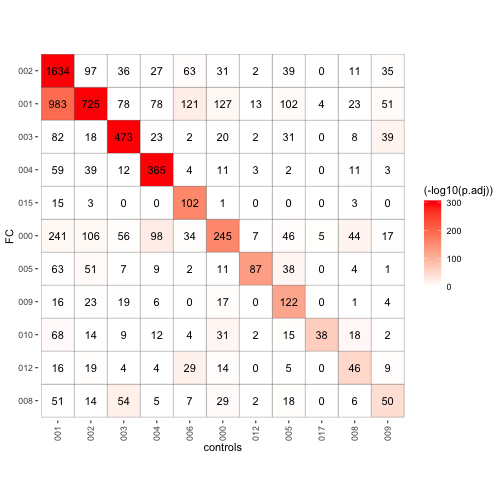 002 1634 97 36 27 63 31 2 39 0 11 35
001 983 725 78 78 121 127 13 102 4 23 51
003 82 18 473 23 2 20 2 31 0 8 39
004 59 39 12 365 4 11 3 2 0 11 3
015 15 3 0 0 102 1 0 0 0 3 0
000 241 106 56 98 34 245 7 46 5 44 17
005 63 51 7 9 2 11 87 38 0 4 1
009 16 23 19 6 0 17 0 122 0 1 4
010 68 14 9 12 4 31 2 15 38 18 2
012 16 19 4 4 29 14 0 5 0 46 9
008 51 14 54 5 7 29 2 18 0 6 50
001 002 003 004 006 000 012 005 017 008 009
controls
FC
(-log10(p.adj))
300
200
100
0